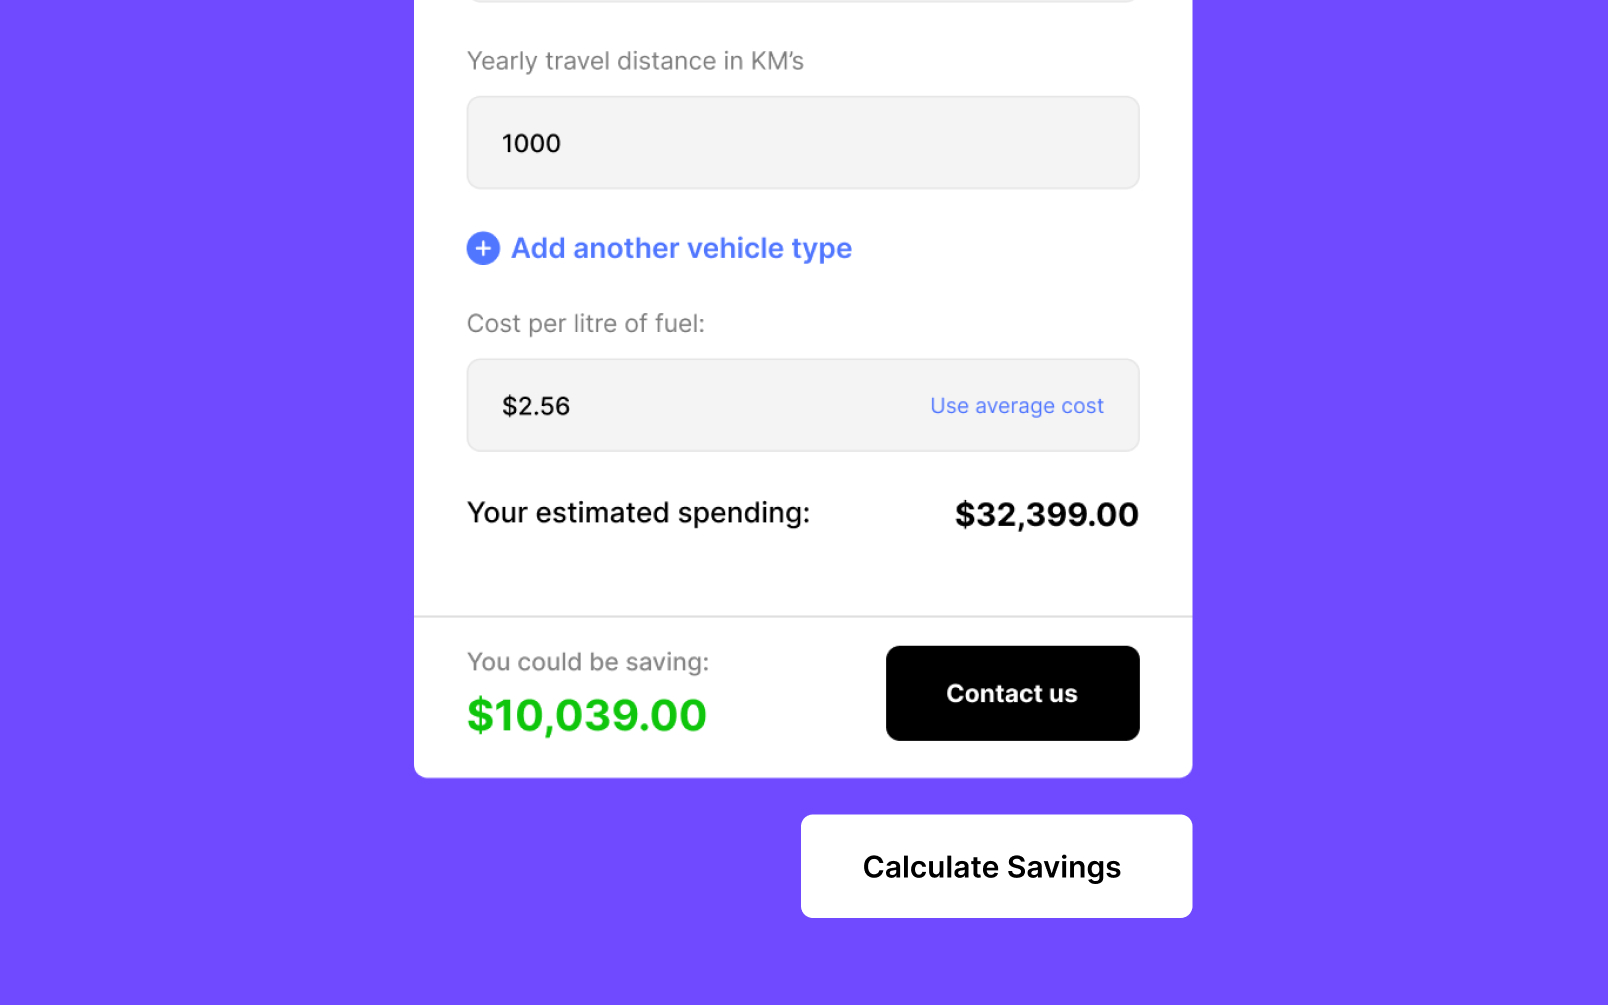 Yearly travel distance in KM’s
1000
Add another vehicle type
Cost per litre of fuel:
$2.56 Use average cost
Your estimated spending: $32,399.00
You could be saving:
$10,039.00
Contact us
Calculate Savings